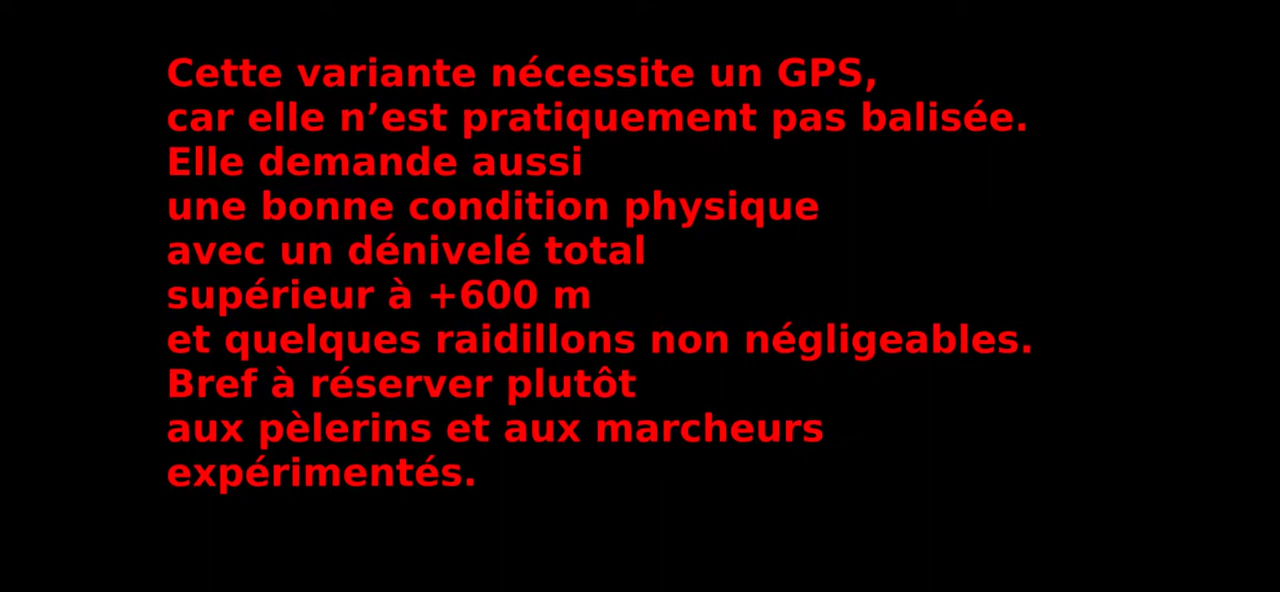 Cette variante nécessite un GPS,
car elle n’est pratiquement pas balisée.
Elle demande aussi
une bonne condition physique
avec un dénivelé total
supérieur à +600 m
et quelques raidillons non négligeables.
Bref à réserver plutôt
aux pèlerins et aux marcheurs
expérimentés.